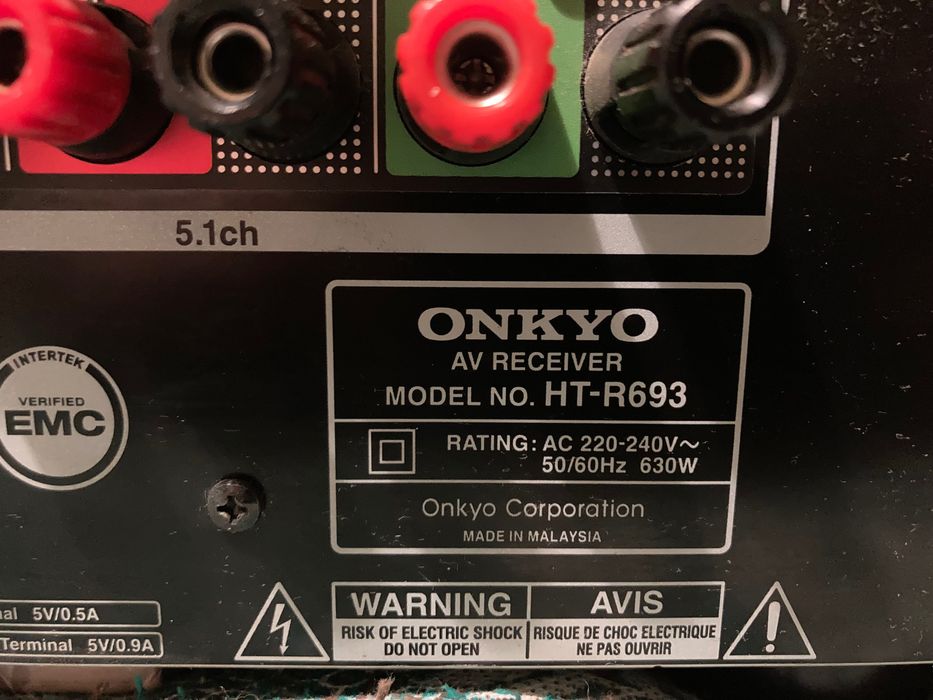 5.1ch
ONKYO
AV RECEIVER
MODEL NO. HT-R693
RATING: AC 220-240V~
50/60Hz 630W
Onkyo Corporation
MADE IN MALAYSIA
INTERTEK
VERIFIED
EMC
5V/0.5A
Terminal 5V/0.9A
WARNING
RISK OF ELECTRIC SHOCK
DO NOT OPEN
AVIS
RISQUE DE CHOC ELECTRIQUE
NE PAS OUVRIR